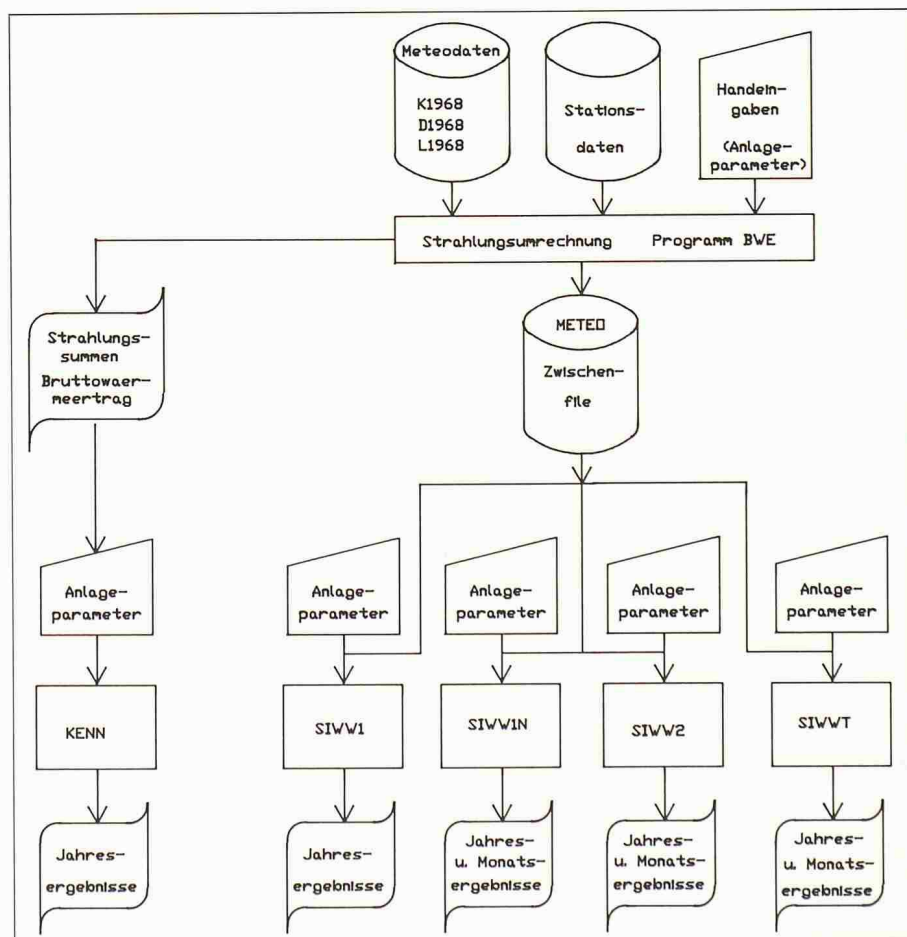 Meteodaten
K1968
D1968
L1968
Stations-
daten
Handein-
gaben
(Anlage-
parameter)
Strahlungsumrechnung Programm BWE
Strahlungs-
summen
Bruttowaer-
meertrag
METEO
Zwischen-
file
Anlage-
parameter
Anlage-
parameter
Anlage-
parameter
Anlage-
parameter
Anlage-
parameter
KENN
SIWW1
SIWW1N
SIWW2
SIWWT
Jahres-
ergebnisse
Jahres-
ergebnisse
Jahres-
u. Monats-
ergebnisse
Jahres-
u. Monats-
ergebnisse
Jahres-
u. Monats-
ergebnisse